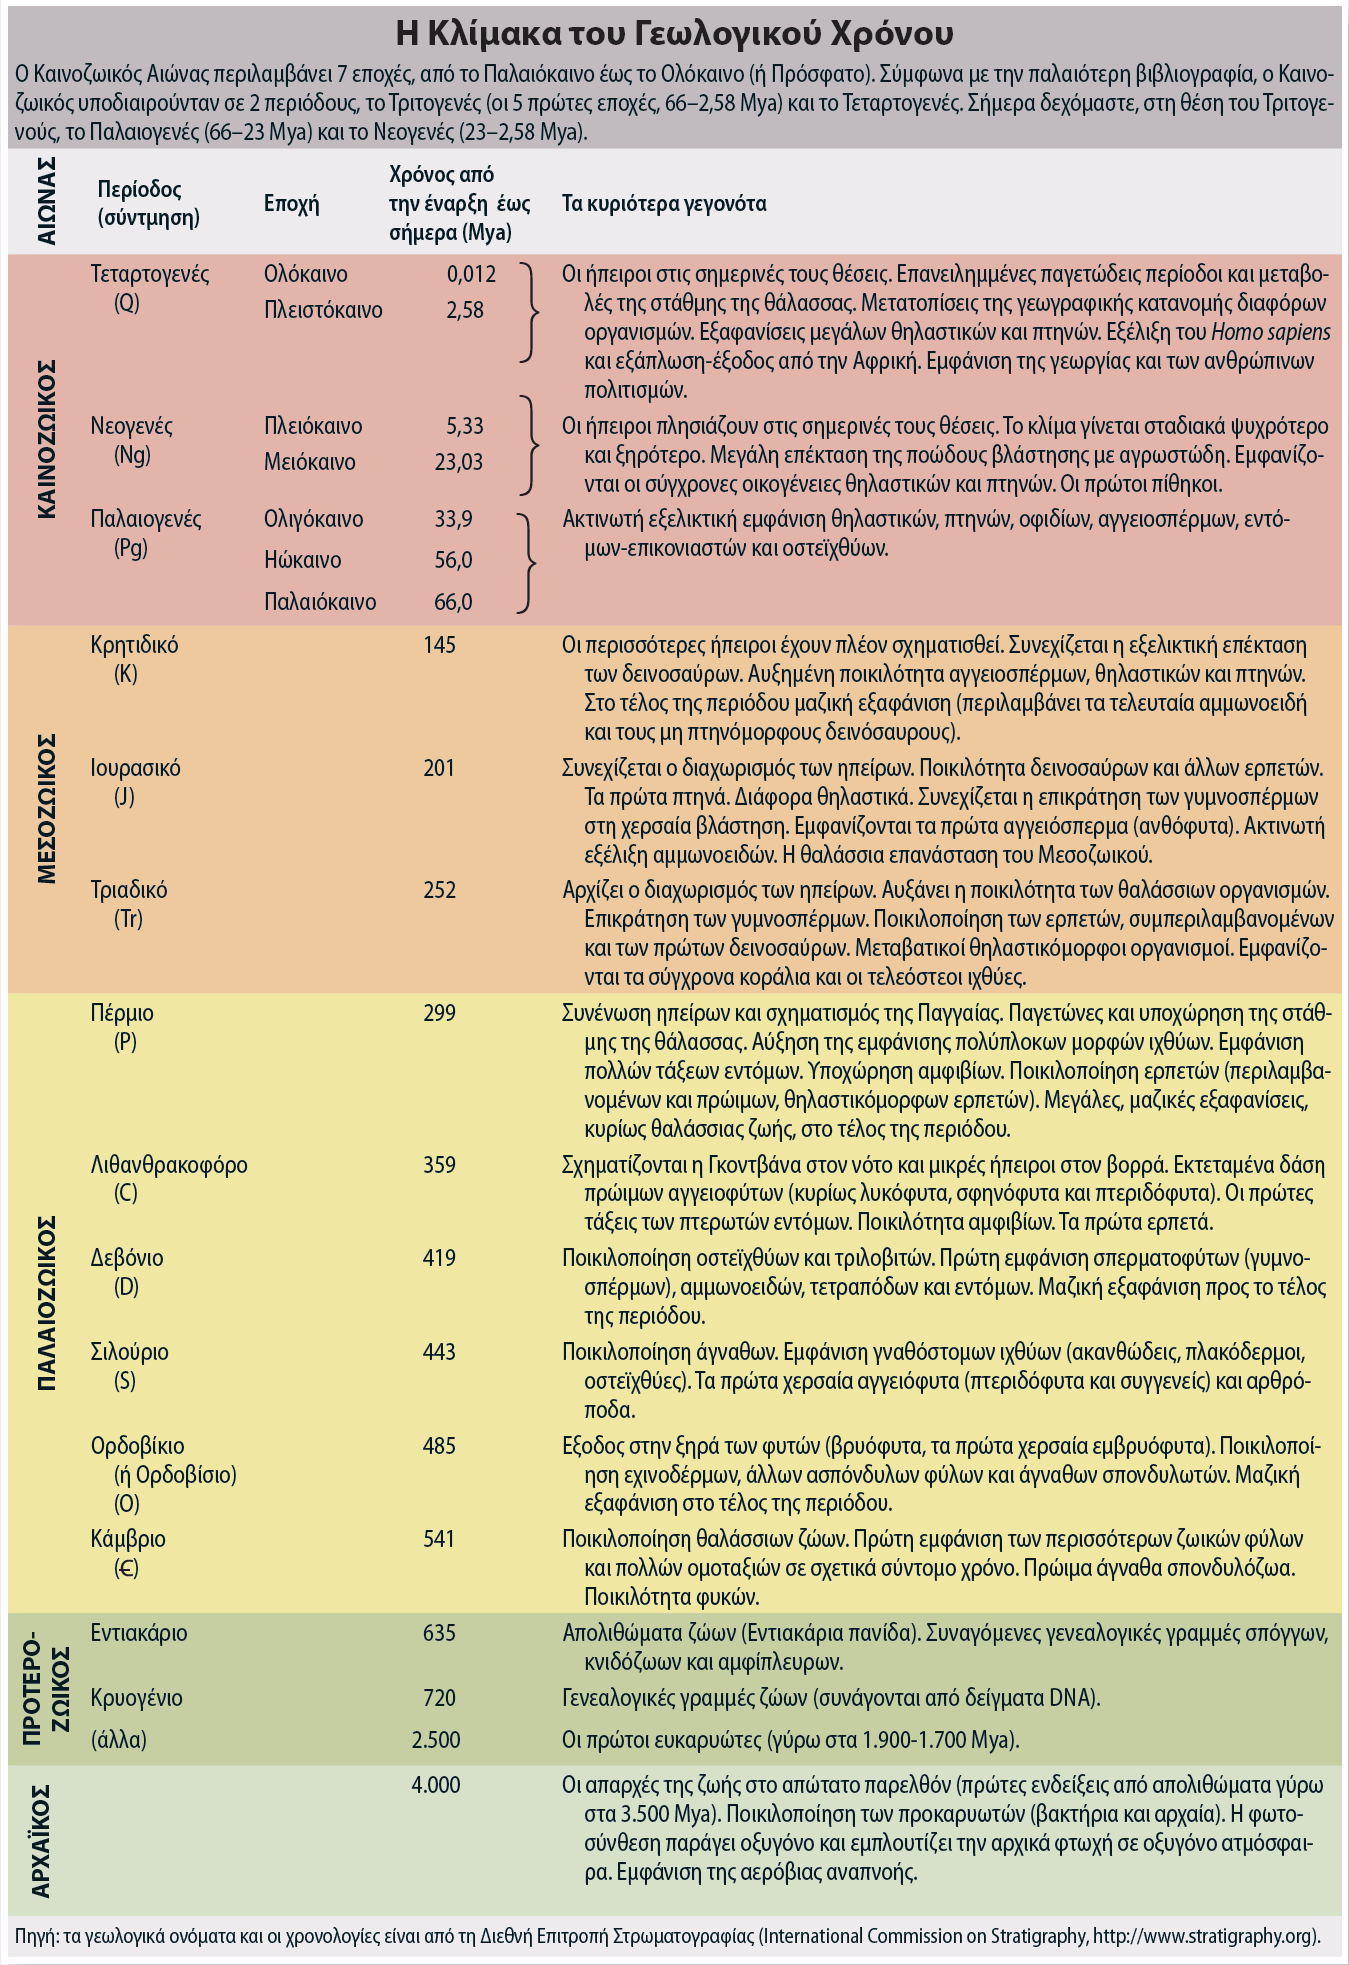 Η Κλίμακα του Γεωλογικού Χρόνου
Ο Καινοζωικός Αιώνας περιλαμβάνει 7 εποχές, από το Παλαιόκαινο έως το Ολόκαινο (ή Πρόσφατο). Σύμφωνα με την παλαιότερη βιβλιογραφία, ο Καινο-
ζωικός υποδιαιρούνταν σε 2 περιόδους, το Τριτογενές (οι 5 πρώτες εποχές, 66–2,58 Mya) και το Τεταρτογενές. Σήμερα δεχόμαστε, στη θέση του Τριτογε-
νούς, το Παλαιογενές (66–23 Mya) και το Νεογενές (23–2,58 Mya).
ΑΙΩΝΑΣ
Περίοδος
(σύντμηση)
Εποχή
Χρόνος από
την έναρξη έως
σήμερα (Mya)
Τα κυριότερα γεγονότα
ΚΑΙΝΟΖΩΙΚΟΣ
Τεταρτογενές
(Q)
Ολόκαινο 0,012
Πλειστόκαινο 2,58
Οι ήπειροι στις σημερινές τους θέσεις. Επανειλημμένες παγετώδεις περίοδοι και μεταβο-
λές της στάθμης της θάλασσας. Μετατοπίσεις της γεωγραφικής κατανομής διαφόρων
οργανισμών. Εξαφανίσεις μεγάλων θηλαστικών και πτηνών. Εξέλιξη του Homo sapiens
και εξάπλωση-έξοδος από την Αφρική. Εμφάνιση της γεωργίας και των ανθρώπινων
πολιτισμών.
Νεογενές
(Ng)
Πλειόκαινο 5,33
Μειόκαινο 23,03
Οι ήπειροι πλησιάζουν στις σημερινές τους θέσεις. Το κλίμα γίνεται σταδιακά ψυχρότερο
και ξηρότερο. Μεγάλη επέκταση της ποώδους βλάστησης με αγρωστώδη. Εμφανίζο-
νται οι σύγχρονες οικογένειες θηλαστικών και πτηνών. Οι πρώτοι πίθηκοι.
Παλαιογενές
(Pg)
Ολιγόκαινο 33,9
Ηώκαινο 56,0
Παλαιόκαινο 66,0
Ακτινωτή εξελικτική εμφάνιση θηλαστικών, πτηνών, οφιδίων, αγγειοσπέρμων, εντό-
μων-επικονιαστών και οστεϊχθύων.
ΜΕΣΟΖΩΙΚΟΣ
Κρητιδικό
(K)
145
Οι περισσότερες ήπειροι έχουν πλέον σχηματισθεί. Συνεχίζεται η εξελικτική επέκταση
των δεινοσαύρων. Αυξημένη ποικιλότητα αγγειοσπέρμων, θηλαστικών και πτηνών.
Στο τέλος της περιόδου μαζική εξαφάνιση (περιλαμβάνει τα τελευταία αμμωνοειδή
και τους μη πτηνόμορφους δεινόσαυρους).
Ιουρασικό
(J)
201
Συνεχίζεται ο διαχωρισμός των ηπείρων. Ποικιλότητα δεινοσαύρων και άλλων ερπετών.
Τα πρώτα πτηνά. Διάφορα θηλαστικά. Συνεχίζεται η επικράτηση των γυμνοσπέρμων
στη χερσαία βλάστηση. Εμφανίζονται τα πρώτα αγγειόσπερμα (ανθόφυτα). Ακτινωτή
εξέλιξη αμμωνοειδών. Η θαλάσσια επανάσταση του Μεσοζωικού.
Τριαδικό
(Tr)
252
Αρχίζει ο διαχωρισμός των ηπείρων. Αυξάνει η ποικιλότητα των θαλάσσιων οργανισμών.
Επικράτηση των γυμνοσπέρμων. Ποικιλοποίηση των ερπετών, συμπεριλαμβανομένων
και των πρώτων δεινοσαύρων. Μεταβατικοί θηλαστικόμορφοι οργανισμοί. Εμφανίζο-
νται τα σύγχρονα κοράλια και οι τελεόστεοι ιχθύες.
ΠΑΛΑΙΟΖΩΙΚΟΣ
Πέρμιο
(P)
299
Συνένωση ηπείρων και σχηματισμός της Παγγαίας. Παγετώνες και υποχώρηση της στάθ-
μης της θάλασσας. Αύξηση της εμφάνισης πολύπλοκων μορφών ιχθύων. Εμφάνιση
πολλών τάξεων εντόμων. Υποχώρηση αμφιβίων. Ποικιλοποίηση ερπετών (περιλαμβα-
νομένων και πρώιμων, θηλαστικόμορφων ερπετών). Μεγάλες, μαζικές εξαφανίσεις,
κυρίως θαλάσσιας ζωής, στο τέλος της περιόδου.
Λιθανθρακοφόρο
(C)
359
Σχηματίζονται η Γκοντβάνα στον νότο και μικρές ήπειροι στον βορρά. Εκτεταμένα δάση
πρώιμων αγγειοφύτων (κυρίως λυκόφυτα, σφηνόφυτα και πτεριδόφυτα). Οι πρώτες
τάξεις των πτερωτών εντόμων. Ποικιλότητα αμφιβίων. Τα πρώτα ερπετά.
Δεβόνιο
(D)
419
Ποικιλοποίηση οστεϊχθύων και τριλοβιτών. Πρώτη εμφάνιση σπερματοφύτων (γυμνο-
σπέρμων), αμμωνοειδών, τετραπόδων και εντόμων. Μαζική εξαφάνιση προς το τέλος
της περιόδου.
Σιλούριο
(S)
443
Ποικιλοποίηση άγναθων. Εμφάνιση γναθόστομων ιχθύων (ακανθώδεις, πλακόδερμοι,
οστεϊχθύες). Τα πρώτα χερσαία αγγειόφυτα (πτεριδόφυτα και συγγενείς) και αρθρό-
ποδα.
Ορδοβίκιο
(ή Ορδοβίσιο)
(O)
485
Εξοδος στην ξηρά των φυτών (βρυόφυτα, τα πρώτα χερσαία εμβρυόφυτα). Ποικιλοποί-
ηση εχινοδέρμων, άλλων ασπόνδυλων φύλων και άγναθων σπονδυλωτών. Μαζική
εξαφάνιση στο τέλος της περιόδου.
Κάμβριο
(Ꞓ)
541
Ποικιλοποίηση θαλάσσιων ζώων. Πρώτη εμφάνιση των περισσότερων ζωικών φύλων
και πολλών ομοταξιών σε σχετικά σύντομο χρόνο. Πρώιμα άγναθα σπονδυλόζωα.
Ποικιλότητα φυκών.
ΠΡΟΤΕΡΟ-
ΖΩΙΚΟΣ
Εντιακάριο
635
Απολιθώματα ζώων (Εντιακάρια πανίδα). Συναγόμενες γενεαλογικές γραμμές σπόγγων,
κνιδόζωων και αμφίπλευρων.
Κρυογένιο
720
Γενεαλογικές γραμμές ζώων (συνάγονται από δείγματα DNA).
(άλλα)
2.500
Οι πρώτοι ευκαρυώτες (γύρω στα 1.900-1.700 Mya).
ΑΡΧΑΪΚΟΣ
4.000
Οι απαρχές της ζωής στο απώτατο παρελθόν (πρώτες ενδείξεις από απολιθώματα γύρω
στα 3.500 Mya). Ποικιλοποίηση των προκαρυωτών (βακτήρια και αρχαία). Η φωτο-
σύνθεση παράγει οξυγόνο και εμπλουτίζει την αρχικά φτωχή σε οξυγόνο ατμόσφαι-
ρα. Εμφάνιση της αερόβιας αναπνοής.
Πηγή: τα γεωλογικά ονόματα και οι χρονολογίες είναι από τη Διεθνή Επιτροπή Στρωματογραφίας (International Commission on Stratigraphy, http://www.stratigraphy.org).